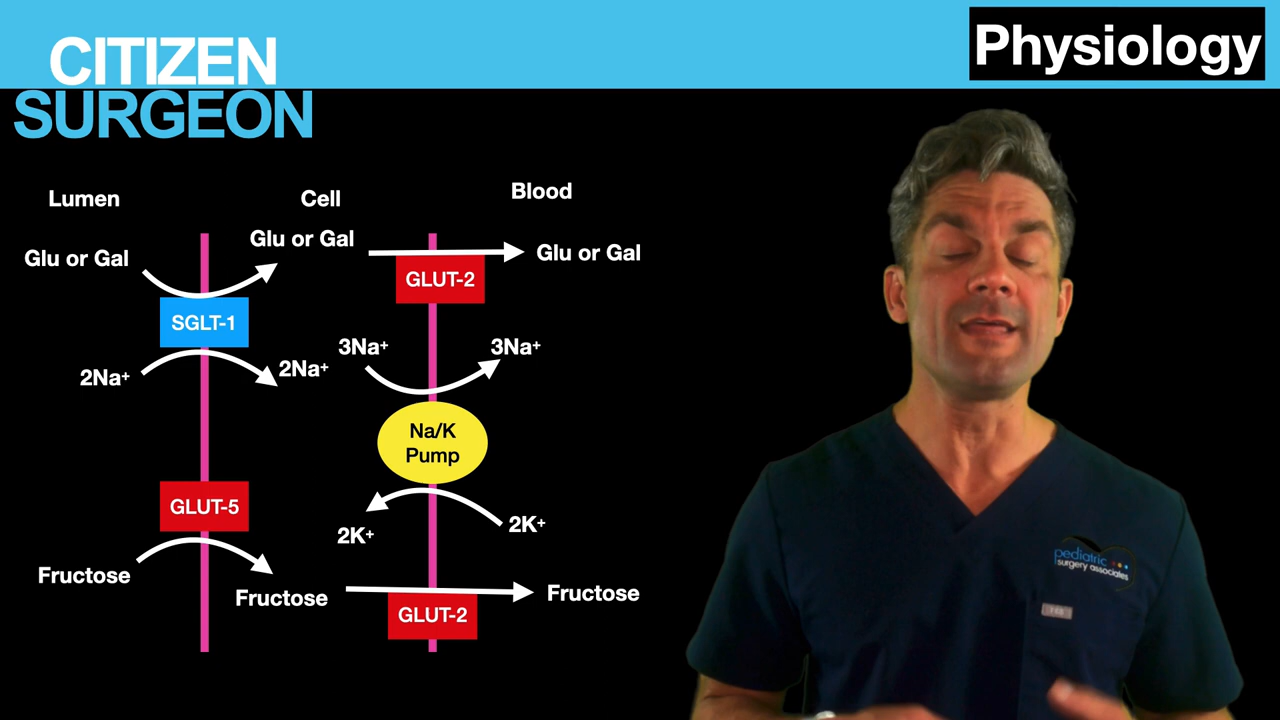 CITIZEN
SURGEON
Physiology
Lumen
Cell
Blood
Glu or Gal
Glu or Gal
Glu or Gal
GLUT-2
SGLT-1
2Na+
2Na+
3Na+
3Na+
Na/K
Pump
GLUT-5
2K+
2K+
Fructose
Fructose
Fructose
GLUT-2
pediatric
surgery associates